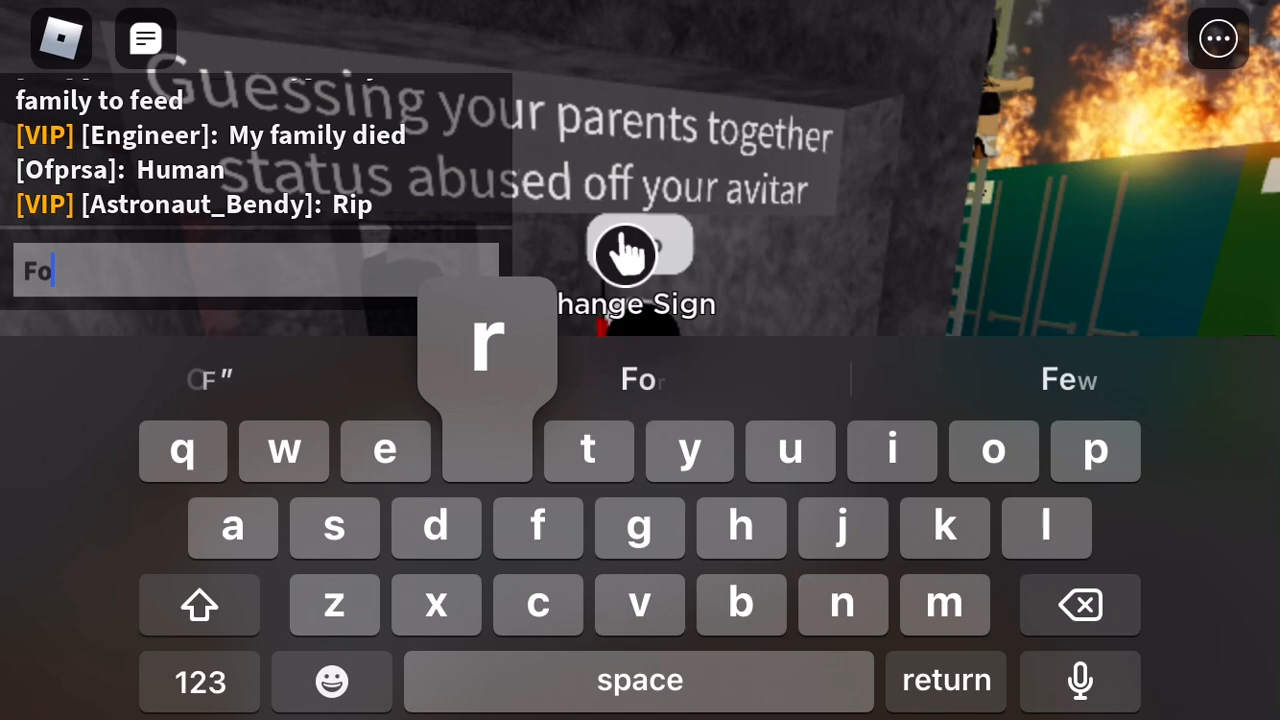 Guessing your parents together
status abused off your avitar
family to feed
[VIP] [Engineer]: My family died
[Ofprsa]: Human
[VIP] [Astronaut_Bendy]: Rip
Fo
hange Sign
r
For
Few
q w e t y u i o p
a s d f g h j k l
z x c v b n m
123 space return